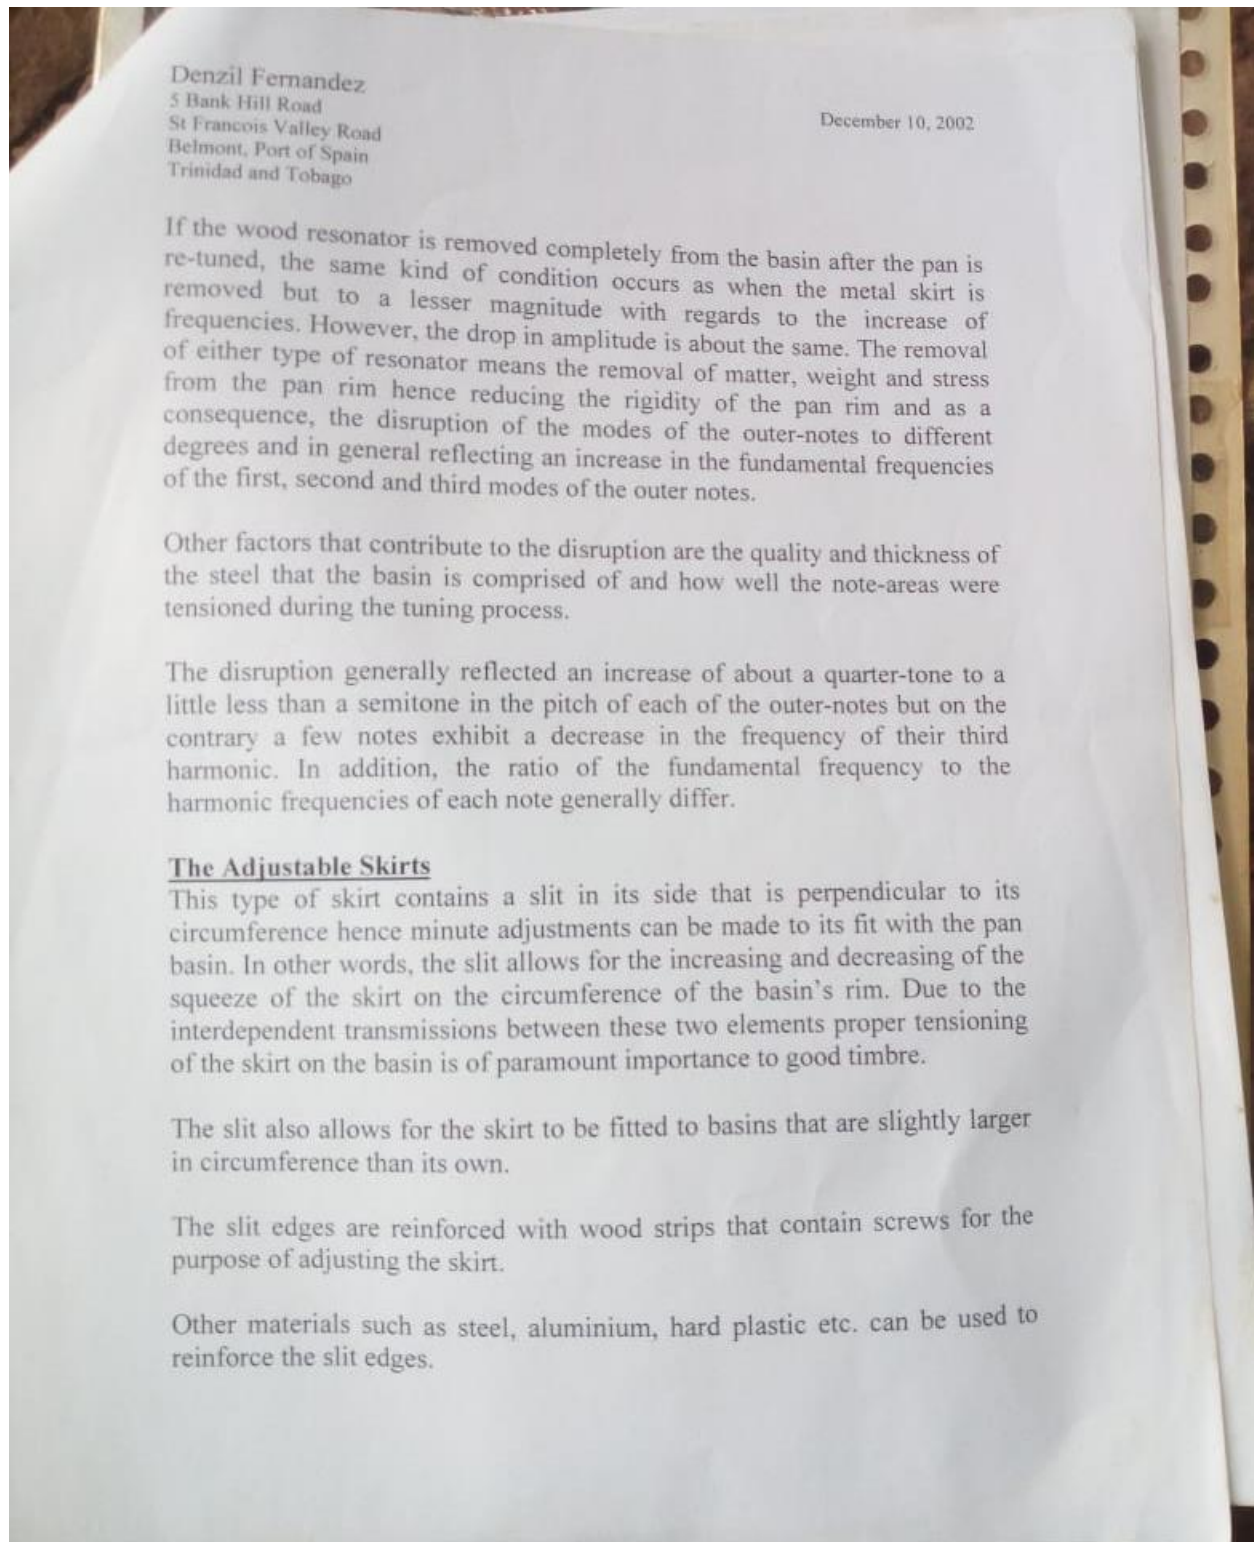 Denzil Fernandez
5 Bank Hill Road
St Francois Valley Road
Belmont, Port of Spain
Trinidad and Tobago
December 10, 2002
If the wood resonator is removed completely from the basin after the pan is
re-tuned, the same kind of condition occurs as when the metal skirt is
removed but to a lesser magnitude with regards to the increase of
frequencies. However, the drop in amplitude is about the same. The removal
of either type of resonator means the removal of matter, weight and stress
from the pan rim hence reducing the rigidity of the pan rim and as a
consequence, the disruption of the modes of the outer-notes to different
degrees and in general reflecting an increase in the fundamental frequencies
of the first, second and third modes of the outer notes.
Other factors that contribute to the disruption are the quality and thickness of
the steel that the basin is comprised of and how well the note-areas were
tensioned during the tuning process.
The disruption generally reflected an increase of about a quarter-tone to a
little less than a semitone in the pitch of each of the outer-notes but on the
contrary a few notes exhibit a decrease in the frequency of their third
harmonic. In addition, the ratio of the fundamental frequency to the
harmonic frequencies of each note generally differ.
The Adjustable Skirts
This type of skirt contains a slit in its side that is perpendicular to its
circumference hence minute adjustments can be made to its fit with the pan
basin. In other words, the slit allows for the increasing and decreasing of the
squeeze of the skirt on the circumference of the basin's rim. Due to the
interdependent transmissions between these two elements proper tensioning
of the skirt on the basin is of paramount importance to good timbre.
The slit also allows for the skirt to be fitted to basins that are slightly larger
in circumference than its own.
The slit edges are reinforced with wood strips that contain screws for the
purpose of adjusting the skirt.
Other materials such as steel, aluminium, hard plastic etc. can be used to
reinforce the slit edges.